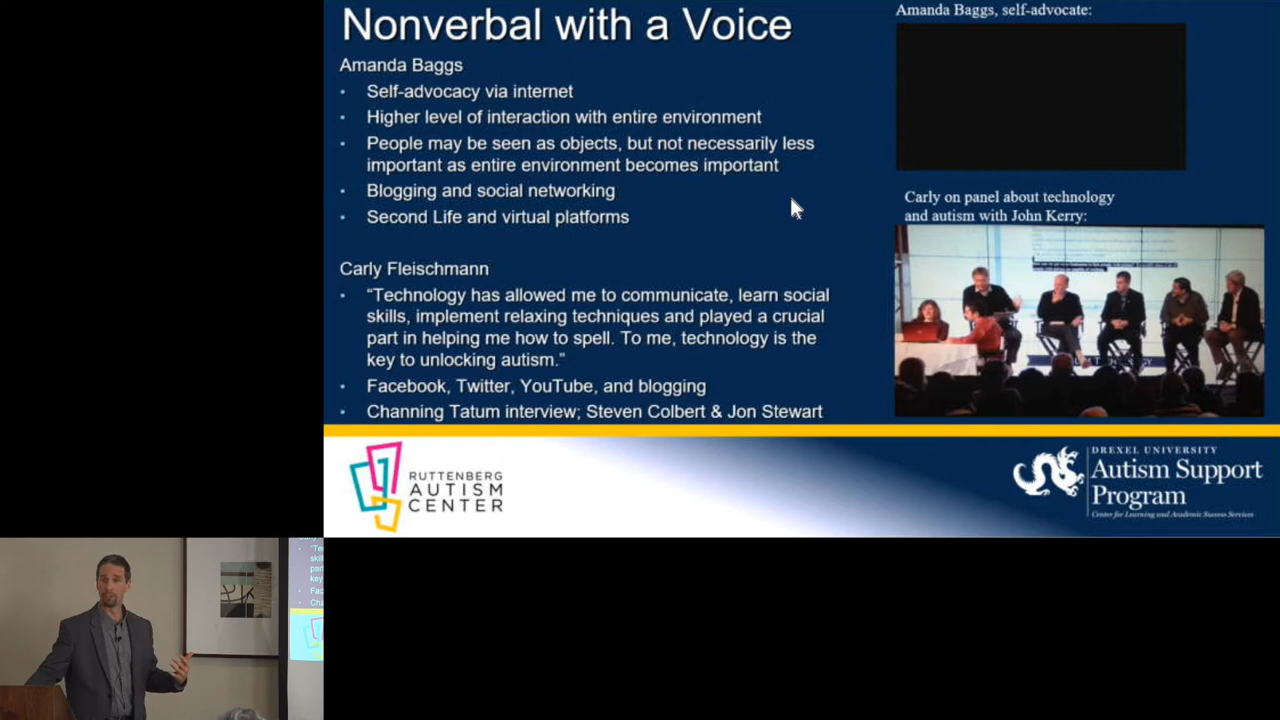 Nonverbal with a Voice
Amanda Baggs
• Self-advocacy via internet
• Higher level of interaction with entire environment
• People may be seen as objects, but not necessarily less
important as entire environment becomes important
• Blogging and social networking
• Second Life and virtual platforms
Carly Fleischmann
• “Technology has allowed me to communicate, learn social
skills, implement relaxing techniques and played a crucial
part in helping me how to spell. To me, technology is the
key to unlocking autism.”
• Facebook, Twitter, YouTube, and blogging
• Channing Tatum interview; Steven Colbert & Jon Stewart
Amanda Baggs, self-advocate:
Carly on panel about technology
and autism with John Kerry:
RUTTENBERG
AUTISM
CENTER
DREXEL UNIVERSITY
Autism Support
Program
Center for Learning and Academic Success Services